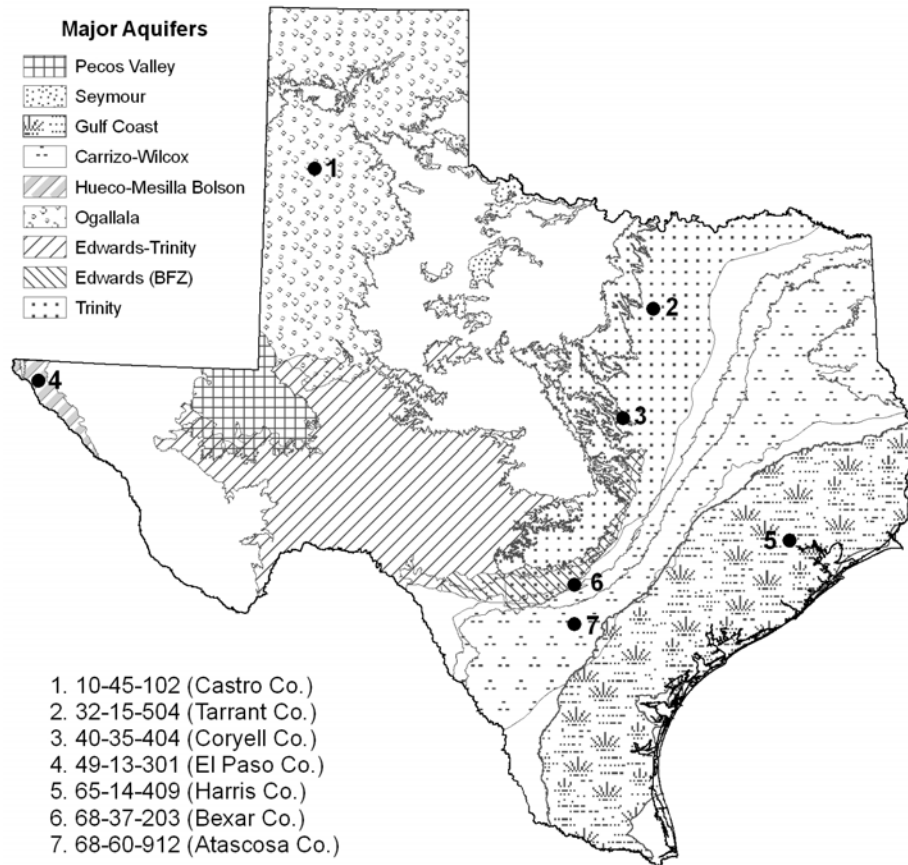 Major Aquifers
Pecos Valley
Seymour
Gulf Coast
Carrizo-Wilcox
Hueco-Mesilla Bolson
Ogallala
Edwards-Trinity
Edwards (BFZ)
Trinity
1
2
3
4
5
6
7
1. 10-45-102 (Castro Co.)
2. 32-15-504 (Tarrant Co.)
3. 40-35-404 (Coryell Co.)
4. 49-13-301 (El Paso Co.)
5. 65-14-409 (Harris Co.)
6. 68-37-203 (Bexar Co.)
7. 68-60-912 (Atascosa Co.)